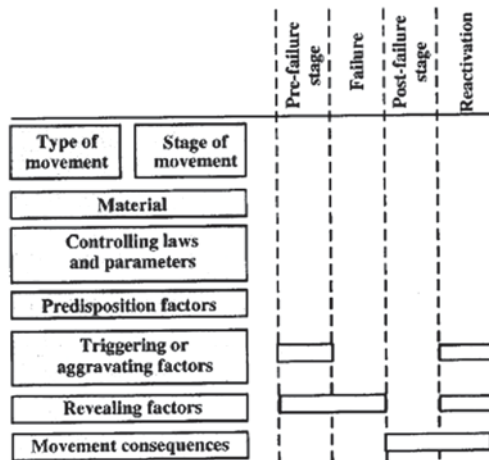 Pre-failure
stage
Failure
Post-failure
stage
Reactivation
Type of
movement
Stage of
movement
Material
Controlling laws
and parameters
Predisposition factors
Triggering or
aggravating factors
Revealing factors
Movement consequences